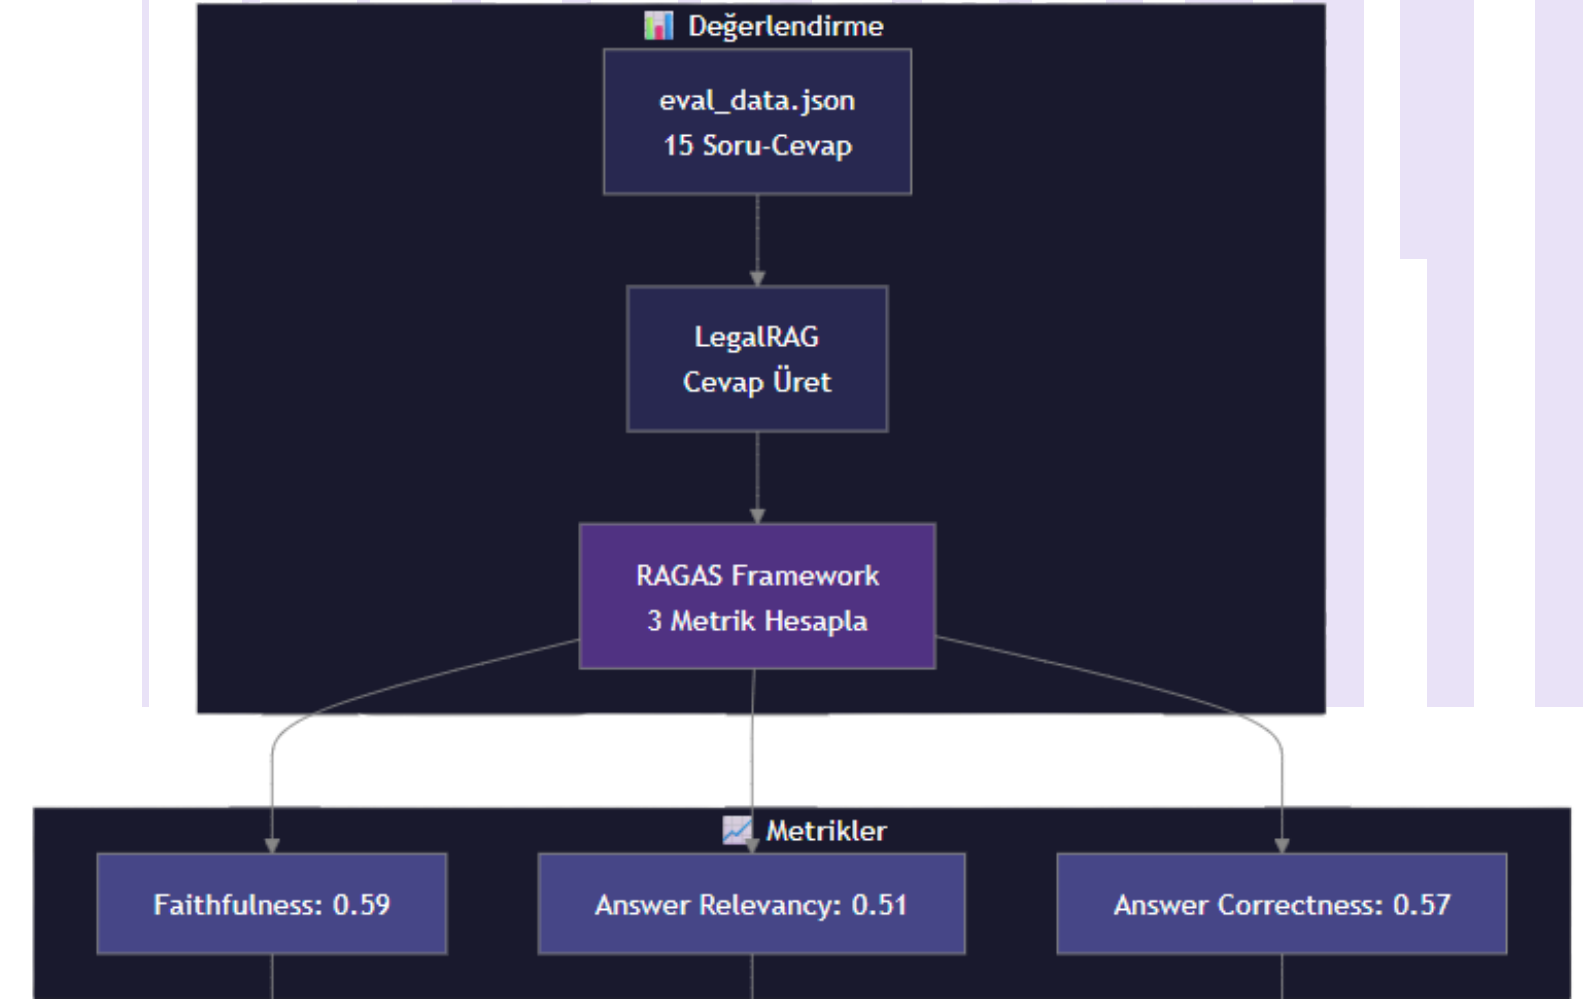 Değerlendirme
eval_data.json
15 Soru-Cevap
LegalRAG
Cevap Üret
RAGAS Framework
3 Metrik Hesapla
Metrikler
Faithfulness: 0.59
Answer Relevancy: 0.51
Answer Correctness: 0.57